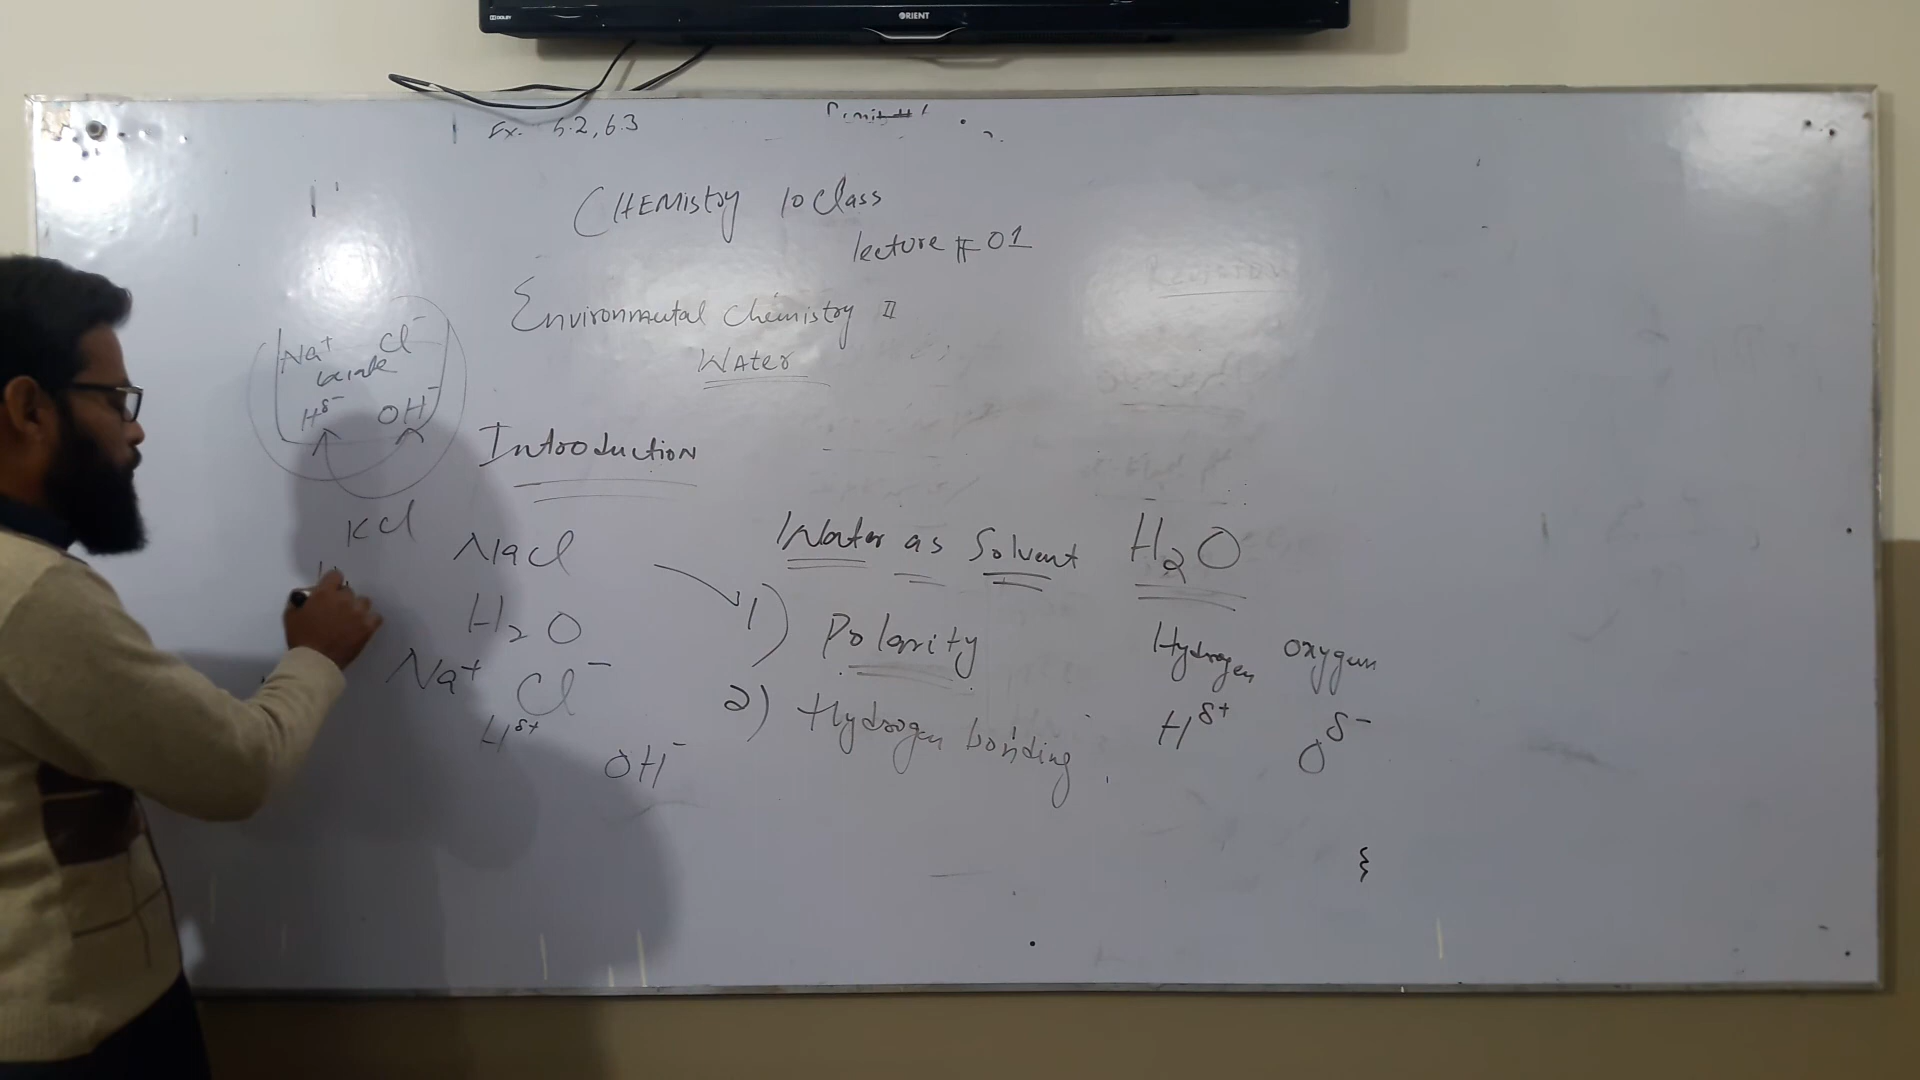 DOLBY ORIENT
Ex. 6.2, 6.3
CHEMistry 10 Class
lecture # 01
Environmental Chemistry II
Water
Na⁺ Cl⁻
H^δ- OH⁻
Introduction
KCl NaCl
Water as Solvent H₂O
H₂O
1) Polarity
Hydrogen Oxygen
Na⁺ Cl⁻
2) Hydrogen bonding
H^δ+ O^δ-
H^δ+
OH⁻